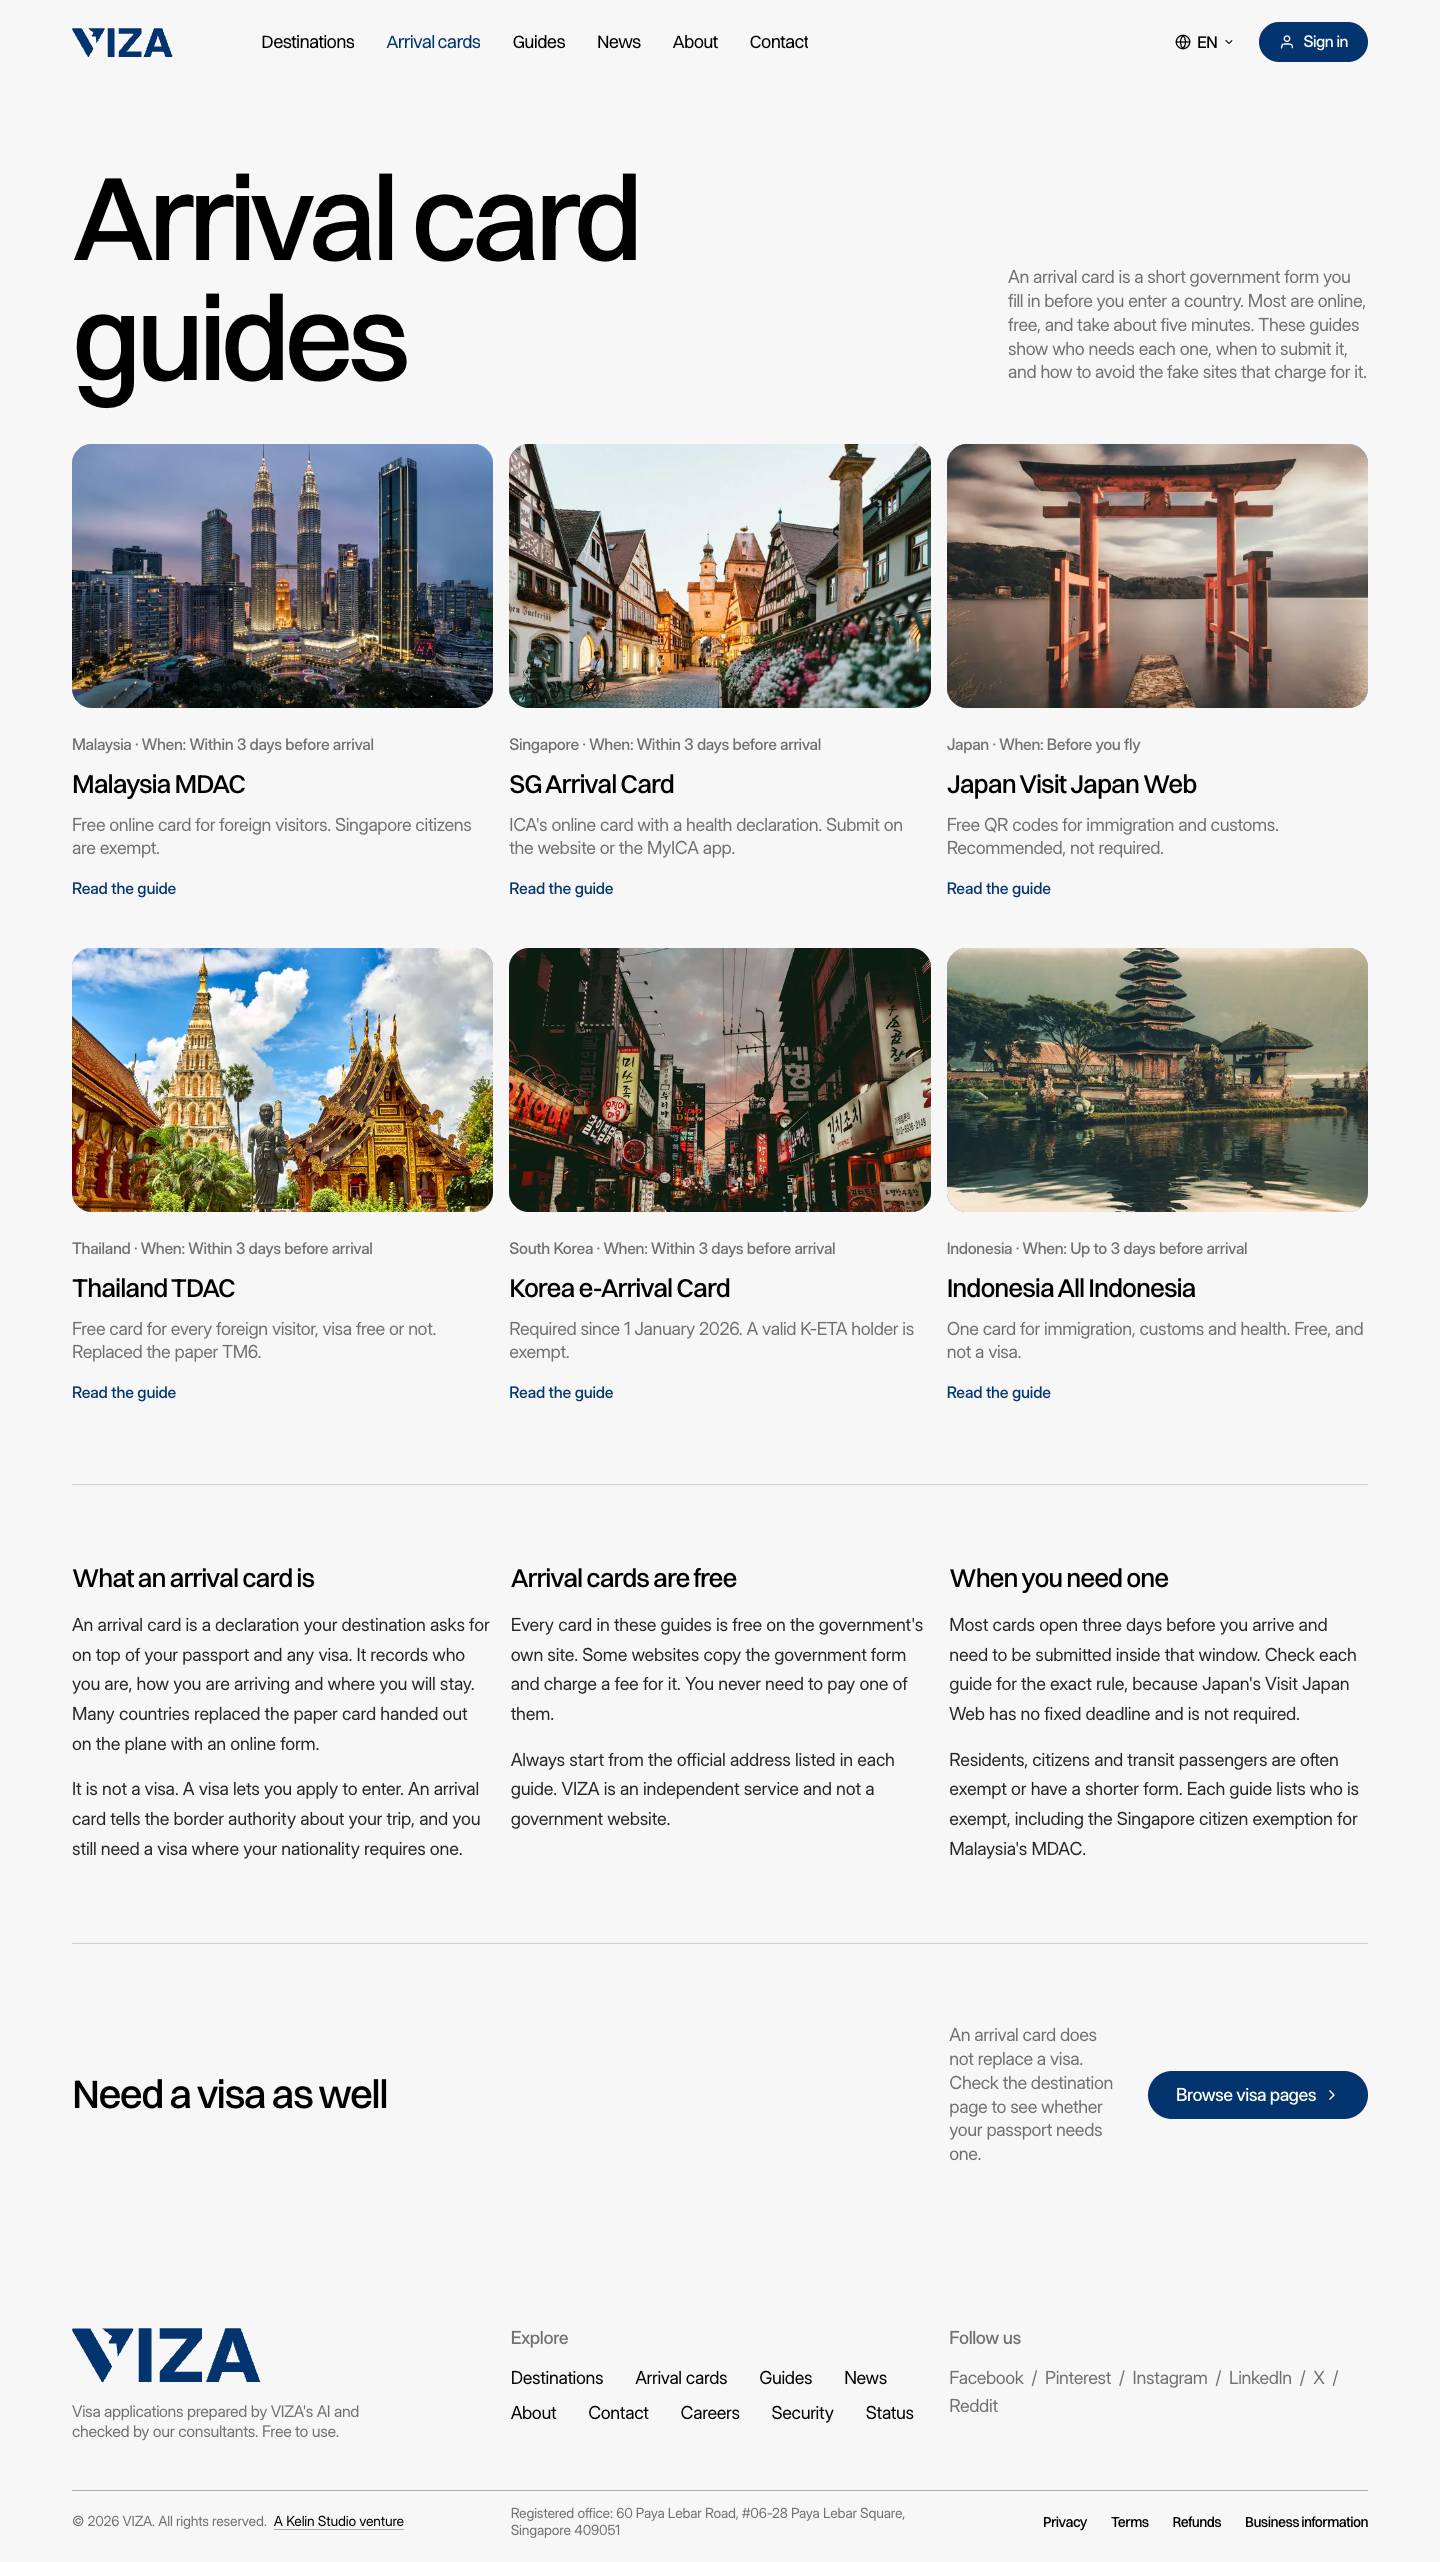 VIZA
Destinations
Arrival cards
Guides
News
About
Contact
EN
Sign in
Arrival card
guides
An arrival card is a short government form you
fill in before you enter a country. Most are online,
free, and take about five minutes. These guides
show who needs each one, when to submit it,
and how to avoid the fake sites that charge for it.
Malaysia · When: Within 3 days before arrival
Malaysia MDAC
Free online card for foreign visitors. Singapore citizens
are exempt.
Read the guide
Singapore · When: Within 3 days before arrival
SG Arrival Card
ICA's online card with a health declaration. Submit on
the website or the MyICA app.
Read the guide
Japan · When: Before you fly
Japan Visit Japan Web
Free QR codes for immigration and customs.
Recommended, not required.
Read the guide
네
형
김치조지
DVD
Thailand · When: Within 3 days before arrival
Thailand TDAC
Free card for every foreign visitor, visa free or not.
Replaced the paper TM6.
Read the guide
South Korea · When: Within 3 days before arrival
Korea e-Arrival Card
Required since 1 January 2026. A valid K-ETA holder is
exempt.
Read the guide
Indonesia · When: Up to 3 days before arrival
Indonesia All Indonesia
One card for immigration, customs and health. Free, and
not a visa.
Read the guide
What an arrival card is
An arrival card is a declaration your destination asks for
on top of your passport and any visa. It records who
you are, how you are arriving and where you will stay.
Many countries replaced the paper card handed out
on the plane with an online form.
It is not a visa. A visa lets you apply to enter. An arrival
card tells the border authority about your trip, and you
still need a visa where your nationality requires one.
Arrival cards are free
Every card in these guides is free on the government's
own site. Some websites copy the government form
and charge a fee for it. You never need to pay one of
them.
Always start from the official address listed in each
guide. VIZA is an independent service and not a
government website.
When you need one
Most cards open three days before you arrive and
need to be submitted inside that window. Check each
guide for the exact rule, because Japan's Visit Japan
Web has no fixed deadline and is not required.
Residents, citizens and transit passengers are often
exempt or have a shorter form. Each guide lists who is
exempt, including the Singapore citizen exemption for
Malaysia's MDAC.
Need a visa as well
An arrival card does
not replace a visa.
Check the destination
page to see whether
your passport needs
one.
Browse visa pages
VIZA
Visa applications prepared by VIZA's AI and
checked by our consultants. Free to use.
Explore
Destinations
Arrival cards
Guides
News
About
Contact
Careers
Security
Status
Follow us
Facebook / Pinterest / Instagram / LinkedIn / X /
Reddit
© 2026 VIZA. All rights reserved. A Kelin Studio venture
Registered office: 60 Paya Lebar Road, #06-28 Paya Lebar Square,
Singapore 409051
Privacy
Terms
Refunds
Business information